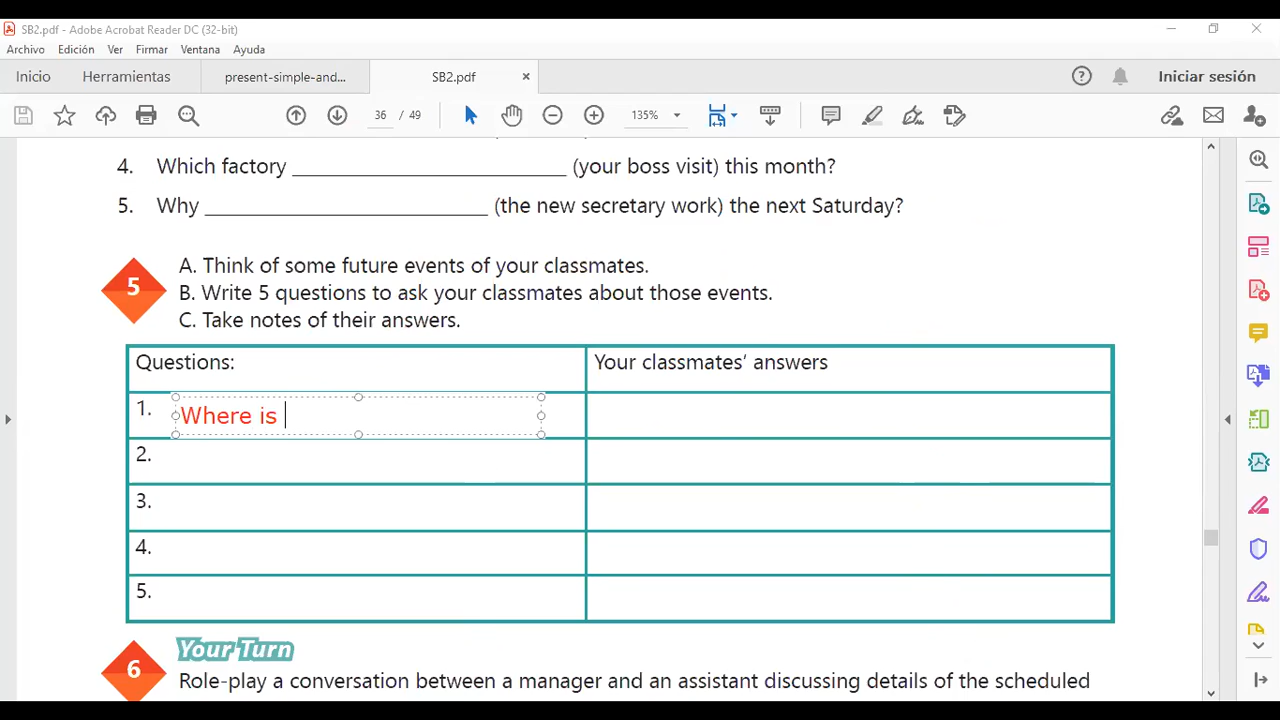 SB2.pdf - Adobe Acrobat Reader DC (32-bit)
Archivo Edición Ver Firmar Ventana Ayuda
Inicio Herramientas present-simple-and... SB2.pdf × Iniciar sesión
36 / 49 135%
4. Which factory ________________________ (your boss visit) this month?
5. Why _________________________ (the new secretary work) the next Saturday?
5
A. Think of some future events of your classmates.
B. Write 5 questions to ask your classmates about those events.
C. Take notes of their answers.
Questions: Your classmates‘ answers
1. Where is
2.
3.
4.
5.
6
Your Turn
Role-play a conversation between a manager and an assistant discussing details of the scheduled